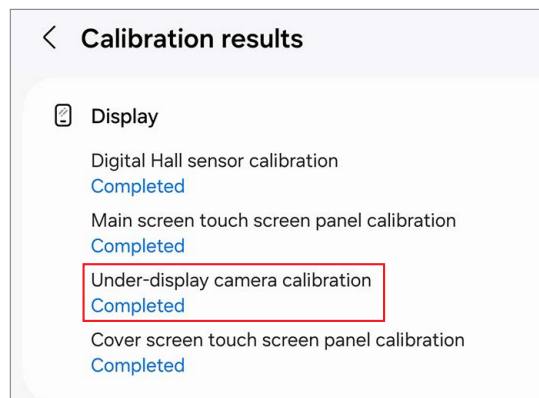 Calibration results
Display
Digital Hall sensor calibration
Completed
Main screen touch screen panel calibration
Completed
Under-display camera calibration
Completed
Cover screen touch screen panel calibration
Completed